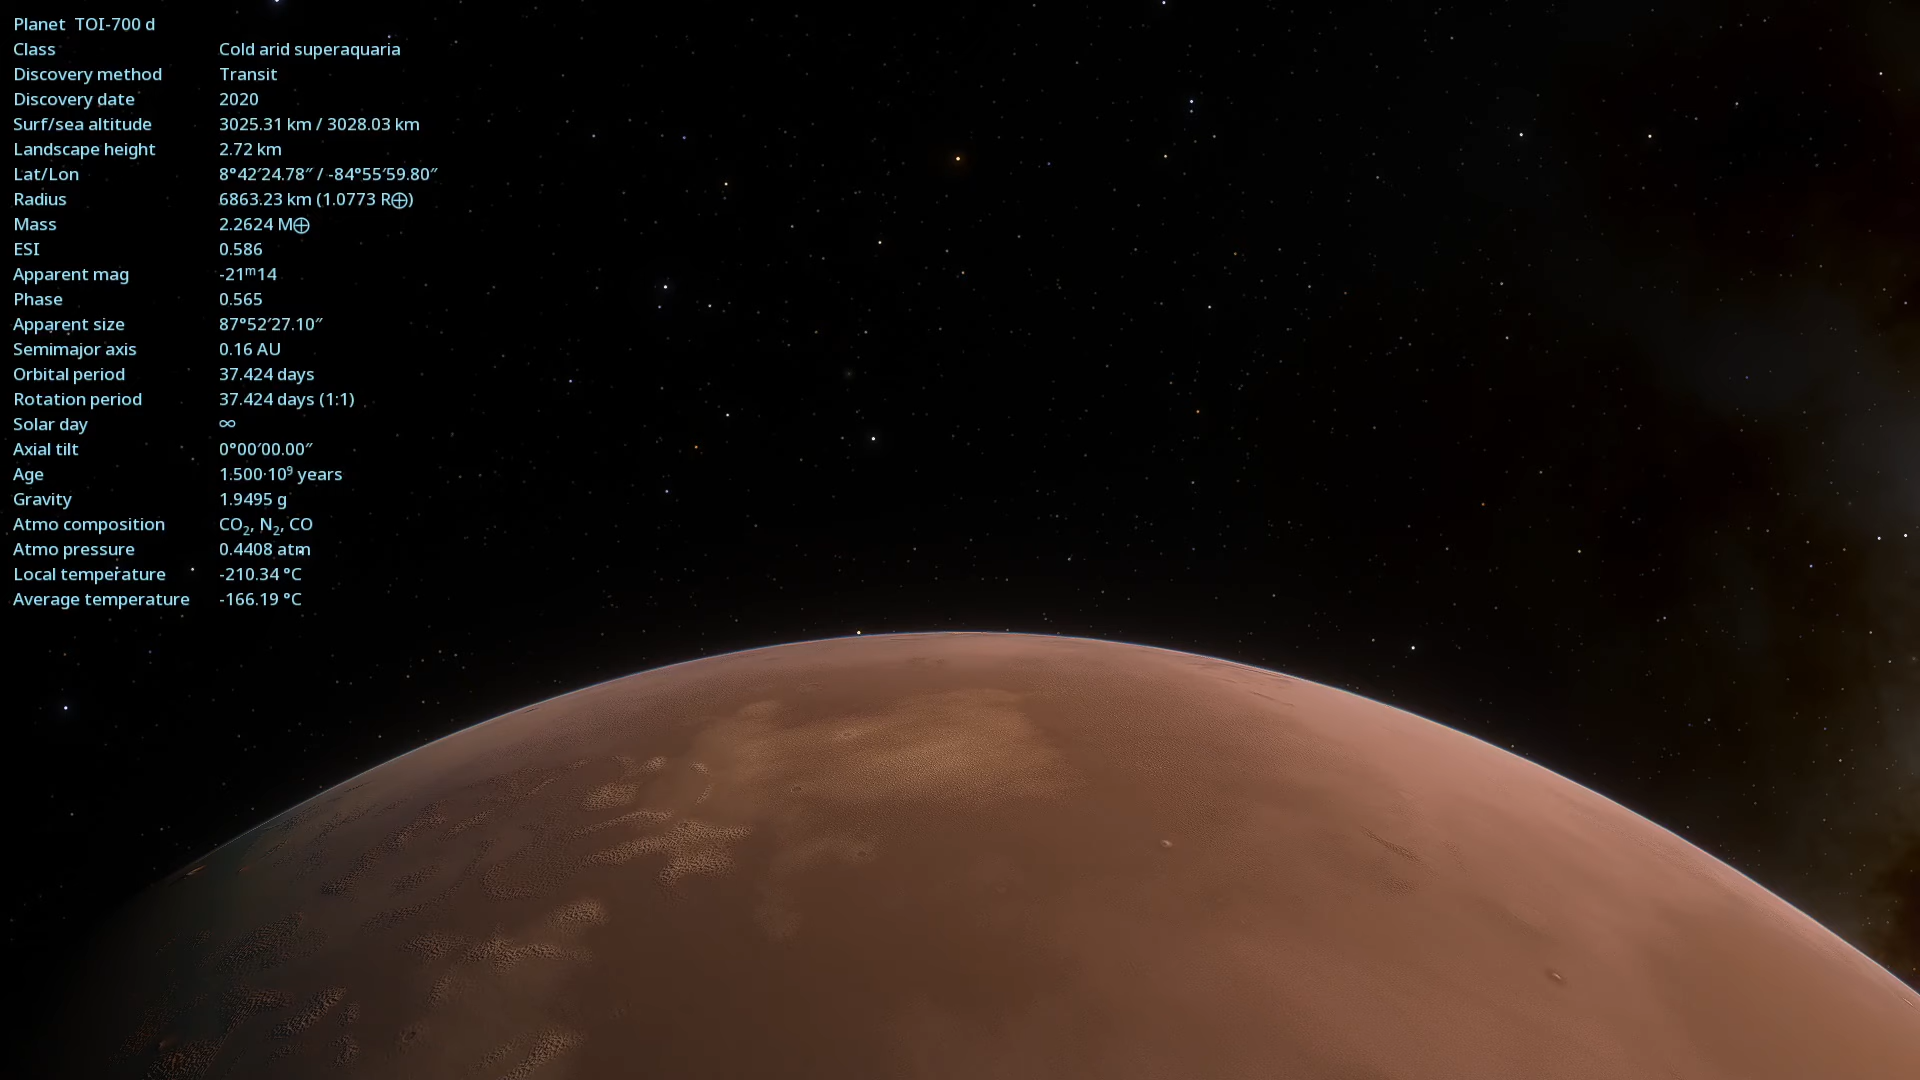 Planet TOI-700 d
Class Cold arid superaquaria
Discovery method Transit
Discovery date 2020
Surf/sea altitude 3025.31 km / 3028.03 km
Landscape height 2.72 km
Lat/Lon 8°42′24.78″ / -84°55′59.80″
Radius 6863.23 km (1.0773 R⊕)
Mass 2.2624 M⊕
ESI 0.586
Apparent mag -21ᵐ14
Phase 0.565
Apparent size 87°52′27.10″
Semimajor axis 0.16 AU
Orbital period 37.424 days
Rotation period 37.424 days (1:1)
Solar day ∞
Axial tilt 0°00′00.00″
Age 1.500·10⁹ years
Gravity 1.9495 g
Atmo composition CO₂, N₂, CO
Atmo pressure 0.4408 atm
Local temperature -210.34 °C
Average temperature -166.19 °C